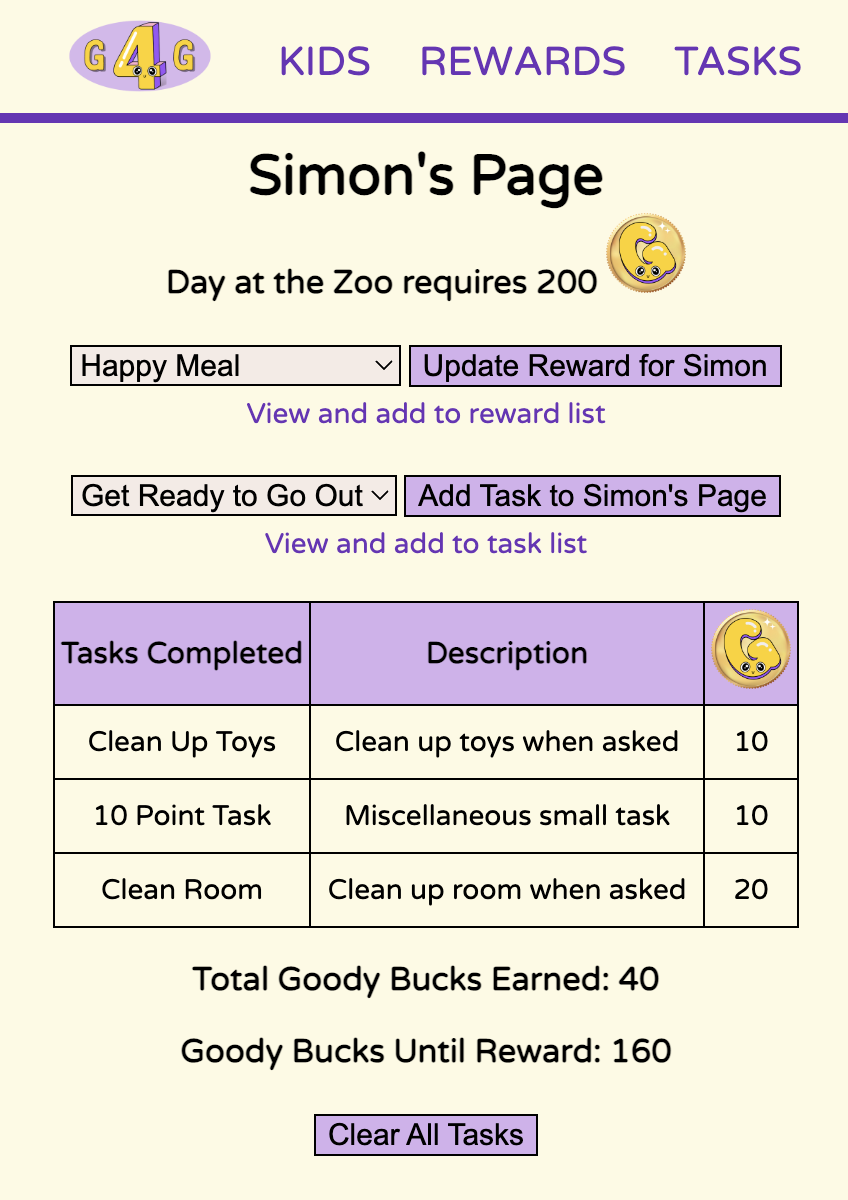 G4G
KIDS REWARDS TASKS
Simon's Page
Day at the Zoo requires 200
Happy Meal Update Reward for Simon
View and add to reward list
Get Ready to Go Out Add Task to Simon's Page
View and add to task list
Tasks Completed Description
Clean Up Toys Clean up toys when asked 10
10 Point Task Miscellaneous small task 10
Clean Room Clean up room when asked 20
Total Goody Bucks Earned: 40
Goody Bucks Until Reward: 160
Clear All Tasks